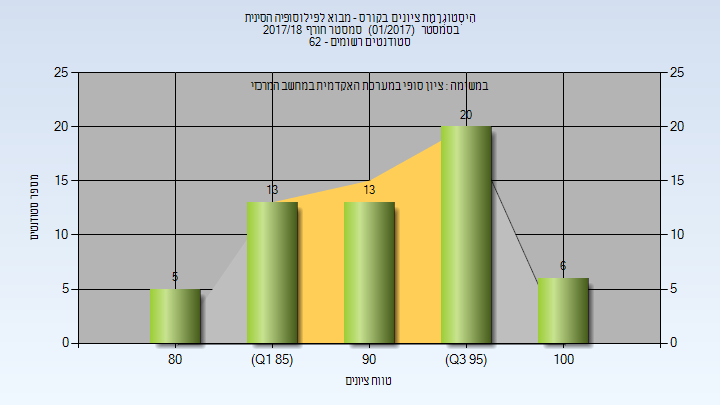 היסטוגרמת ציונים בקורס - מבוא לפילוסופיה הסינית
בסמסטר (01/2017) סמסטר חורף 2017/18
סטודנטים רשומים - 62
במשימה : ציון סופי במערכת האקדמית במחשב המרכזי
25 25
20 20
15 15
10 10
5 5
0 0
5 13 13 20 6
מספר סטודנטים
80 (Q1 85) 90 (Q3 95) 100
טווח ציונים